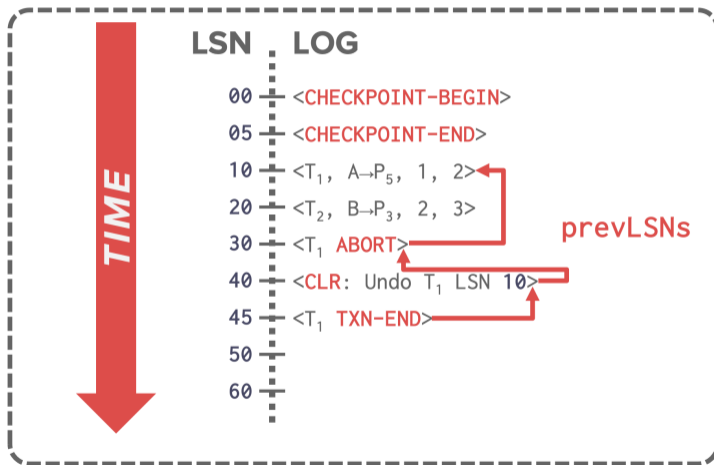 LSN LOG
00 <CHECKPOINT-BEGIN>
05 <CHECKPOINT-END>
10 <T₁, A→P₅, 1, 2>
20 <T₂, B→P₃, 2, 3>
prevLSNs
30 <T₁ ABORT>
40 <CLR: Undo T₁ LSN 10>
45 <T₁ TXN-END>
50
60
TIME